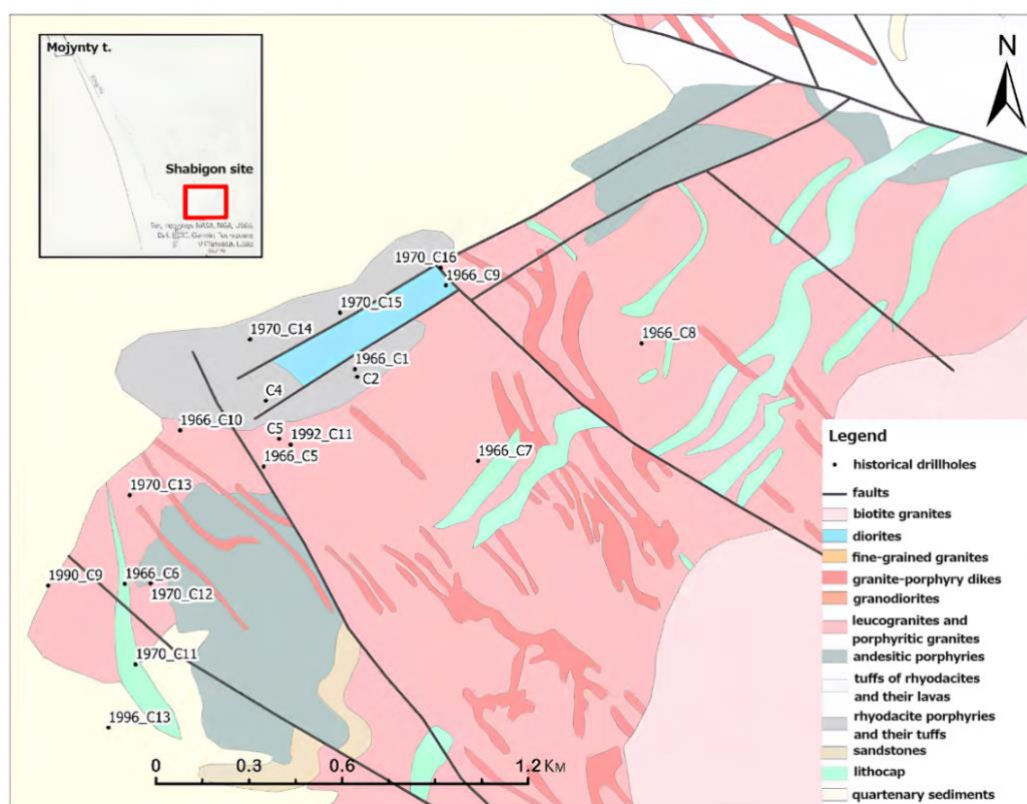 Mojynty t.
Shabigon site
N
1970_C16
1966_C9
1970_C15
1970_C14
1966_C8
1966_C1
C2
C4
1966_C10
C5
1992_C11
1966_C5
1966_C7
1970_C13
1990_C9
1966_C6
1970_C12
1970_C11
1996_C13
0 0.3 0.6 1.2 KM
Legend
historical drillholes
faults
biotite granites
diorites
fine-grained granites
granite-porphyry dikes
granodiorites
leucogranites and
porphyritic granites
andesitic porphyries
tuffs of rhyodacites
and their lavas
rhyodacite porphyries
and their tuffs
sandstones
lithocap
quartenary sediments